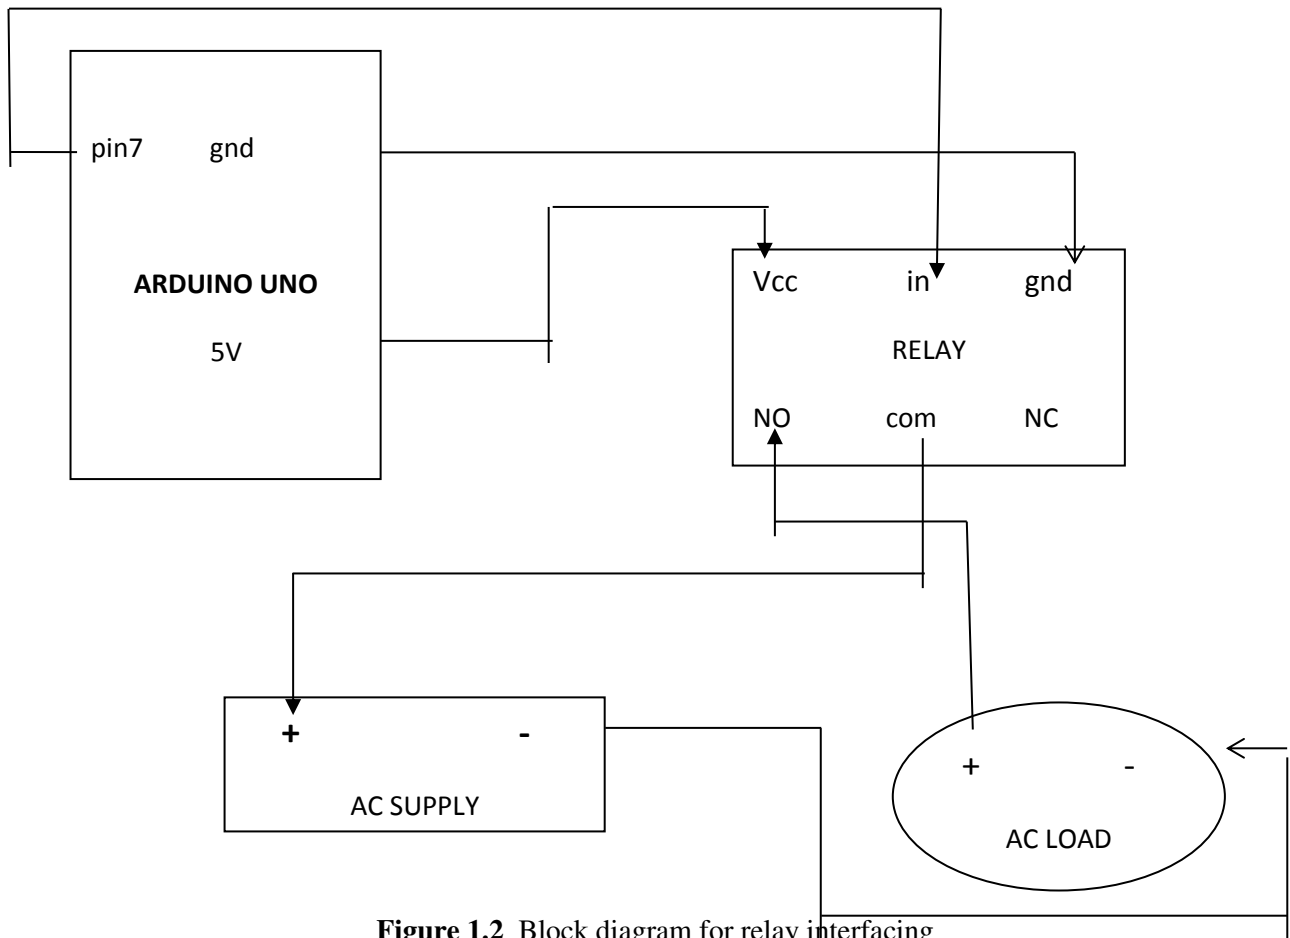 pin7 gnd
ARDUINO UNO
5V
Vcc in gnd
RELAY
NO com NC
+ -
AC SUPPLY
+ -
AC LOAD
Figure 1.2 Block diagram for relay interfacing